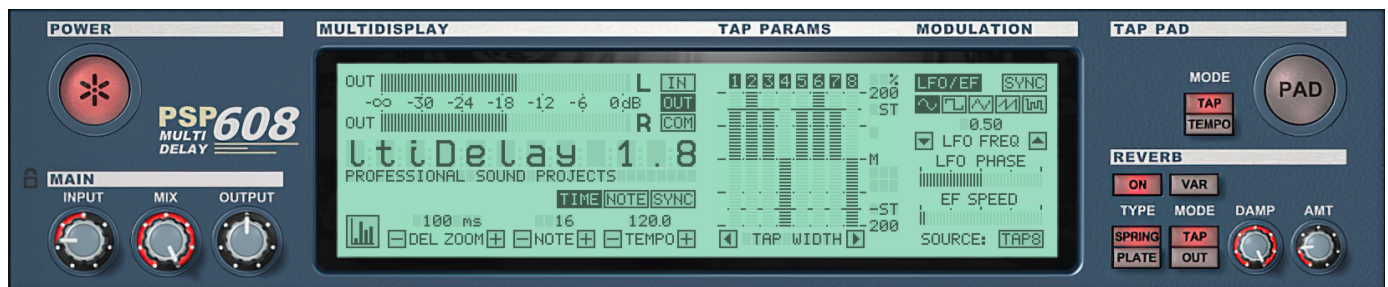 POWER
PSP 608
MULTI
DELAY
MAIN
INPUT MIX OUTPUT
MULTIDISPLAY TAP PARAMS MODULATION
OUT L IN
-∞ -30 -24 -18 -12 -6 0dB OUT
OUT R COM
ltiDelay 1.8
PROFESSIONAL SOUND PROJECTS
TIME NOTE SYNC
100 ms 16 120.0
DEL ZOOM NOTE TEMPO
1 2 3 4 5 6 7 8 %
200
ST
M
-ST
200
TAP WIDTH
LFO/EF SYNC
0.50
LFO FREQ
LFO PHASE
EF SPEED
SOURCE: TAP8
TAP PAD
MODE
TAP
TEMPO
PAD
REVERB
ON VAR
TYPE MODE DAMP AMT
SPRING TAP
PLATE OUT